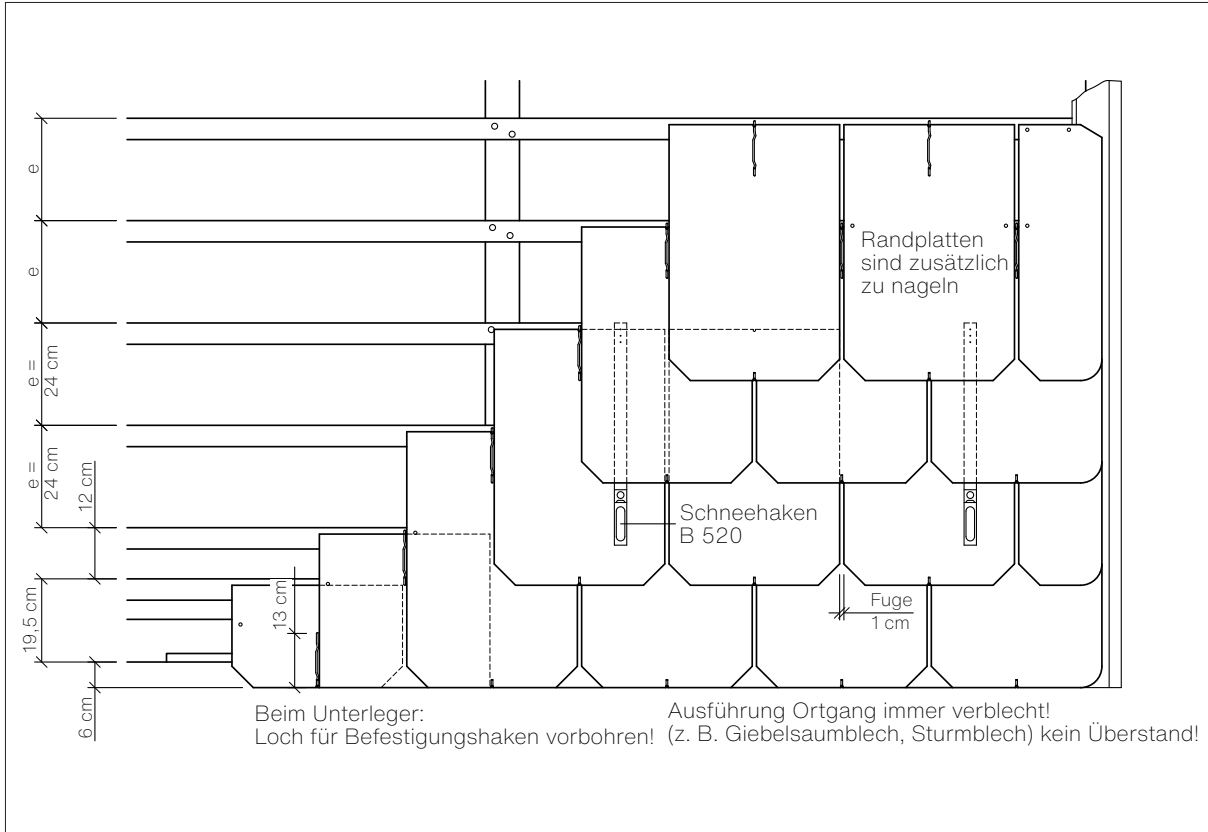 e
e
e =
24 cm
e =
24 cm
12 cm
19,5 cm
6 cm
13 cm
Randplatten
sind zusätzlich
zu nageln
Schneehaken
B 520
Fuge
1 cm
Beim Unterleger:
Loch für Befestigungshaken vorbohren!
Ausführung Ortgang immer verblecht!
(z. B. Giebelsaumblech, Sturmblech) kein Überstand!